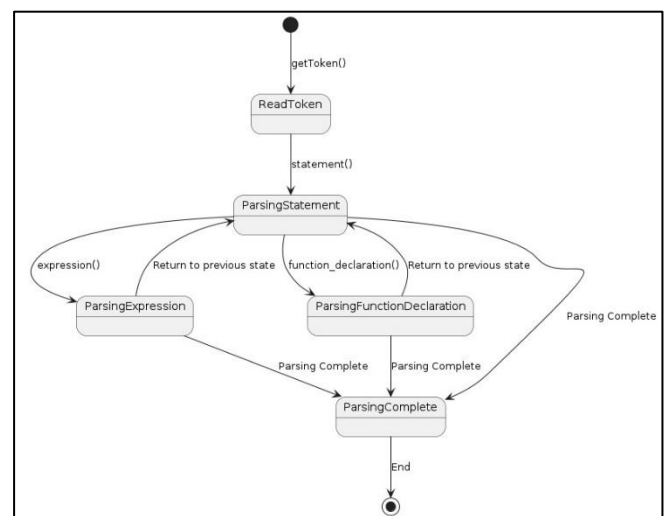 getToken()
ReadToken
statement()
ParsingStatement
expression()
Return to previous state
function_declaration()
Return to previous state
ParsingExpression
ParsingFunctionDeclaration
Parsing Complete
Parsing Complete
Parsing Complete
ParsingComplete
End